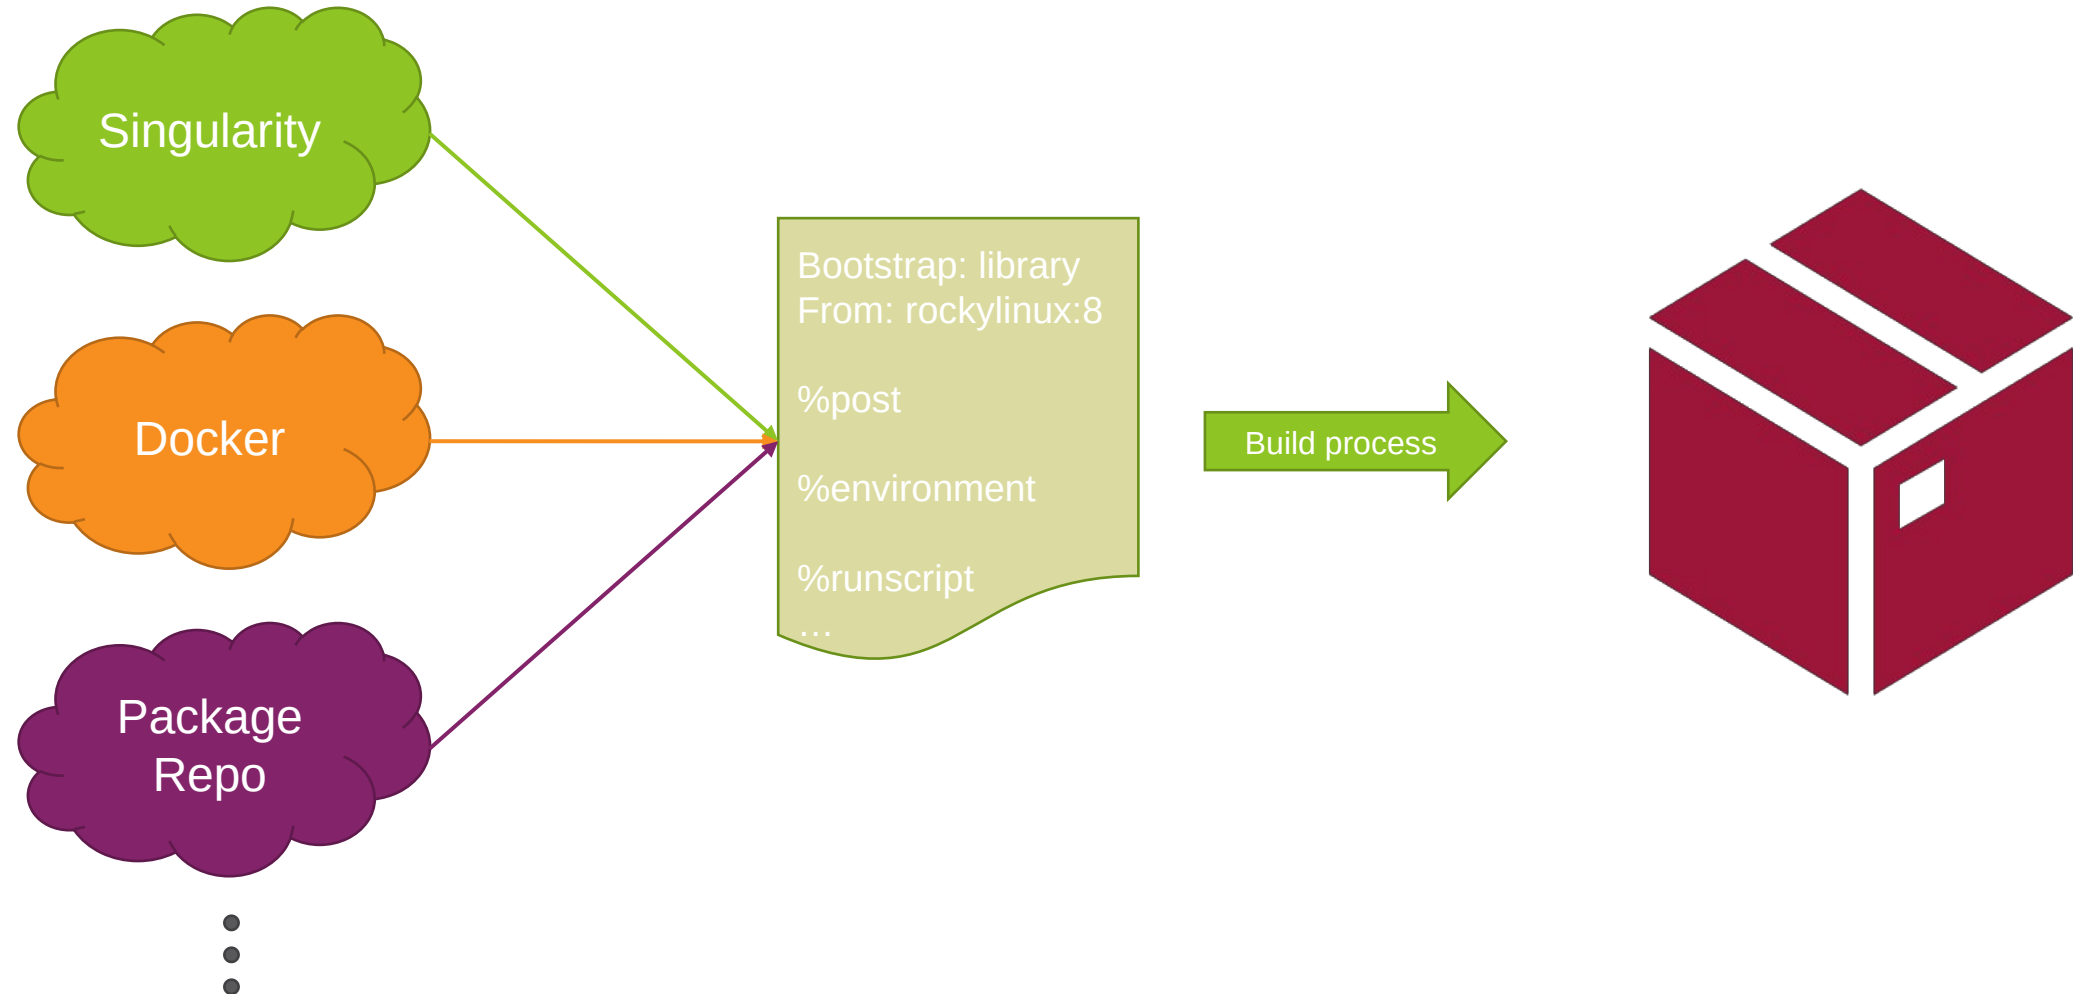 Singularity
Docker
Package
Repo
Bootstrap: library
From: rockylinux:8
%post
%environment
%runscript
…
Build process